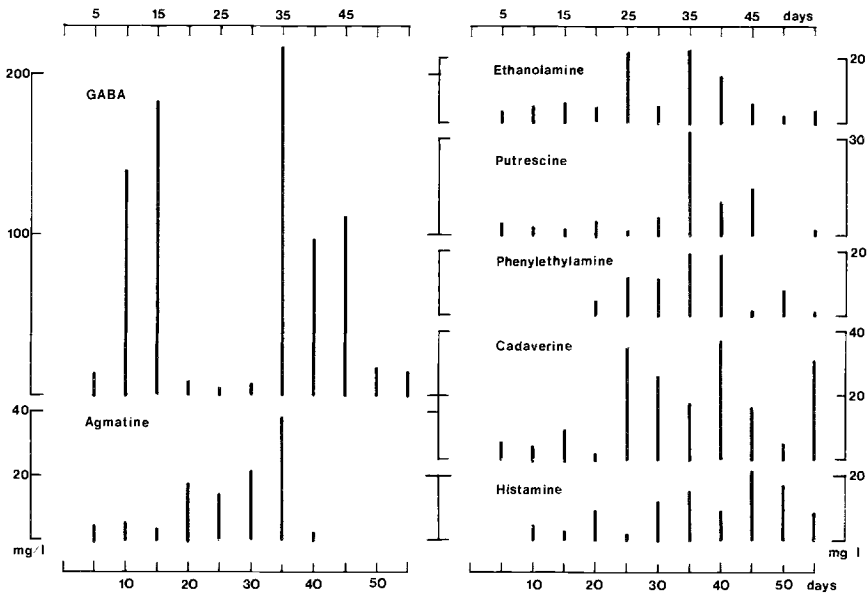 5 15 25 35 45
200
GABA
100
40
Agmatine
20
mg/l
10 20 30 40 50
5 15 25 35 45 days
Ethanolamine 20
Putrescine 30
Phenylethylamine 20
Cadaverine 40
20
Histamine 20
mg l
10 20 30 40 50 days